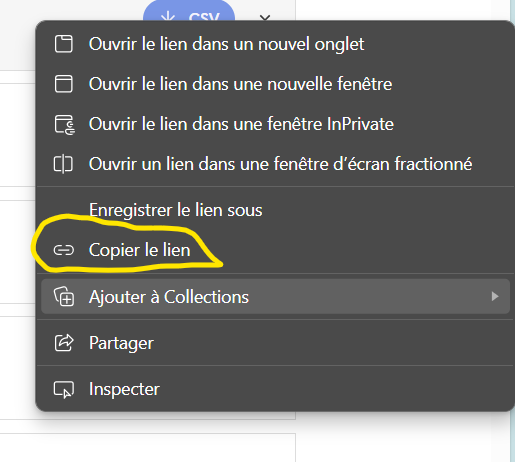 CSV
Ouvrir le lien dans un nouvel onglet
Ouvrir le lien dans une nouvelle fenêtre
Ouvrir le lien dans une fenêtre InPrivate
Ouvrir un lien dans une fenêtre d’écran fractionné
Enregistrer le lien sous
Copier le lien
Ajouter à Collections
Partager
Inspecter